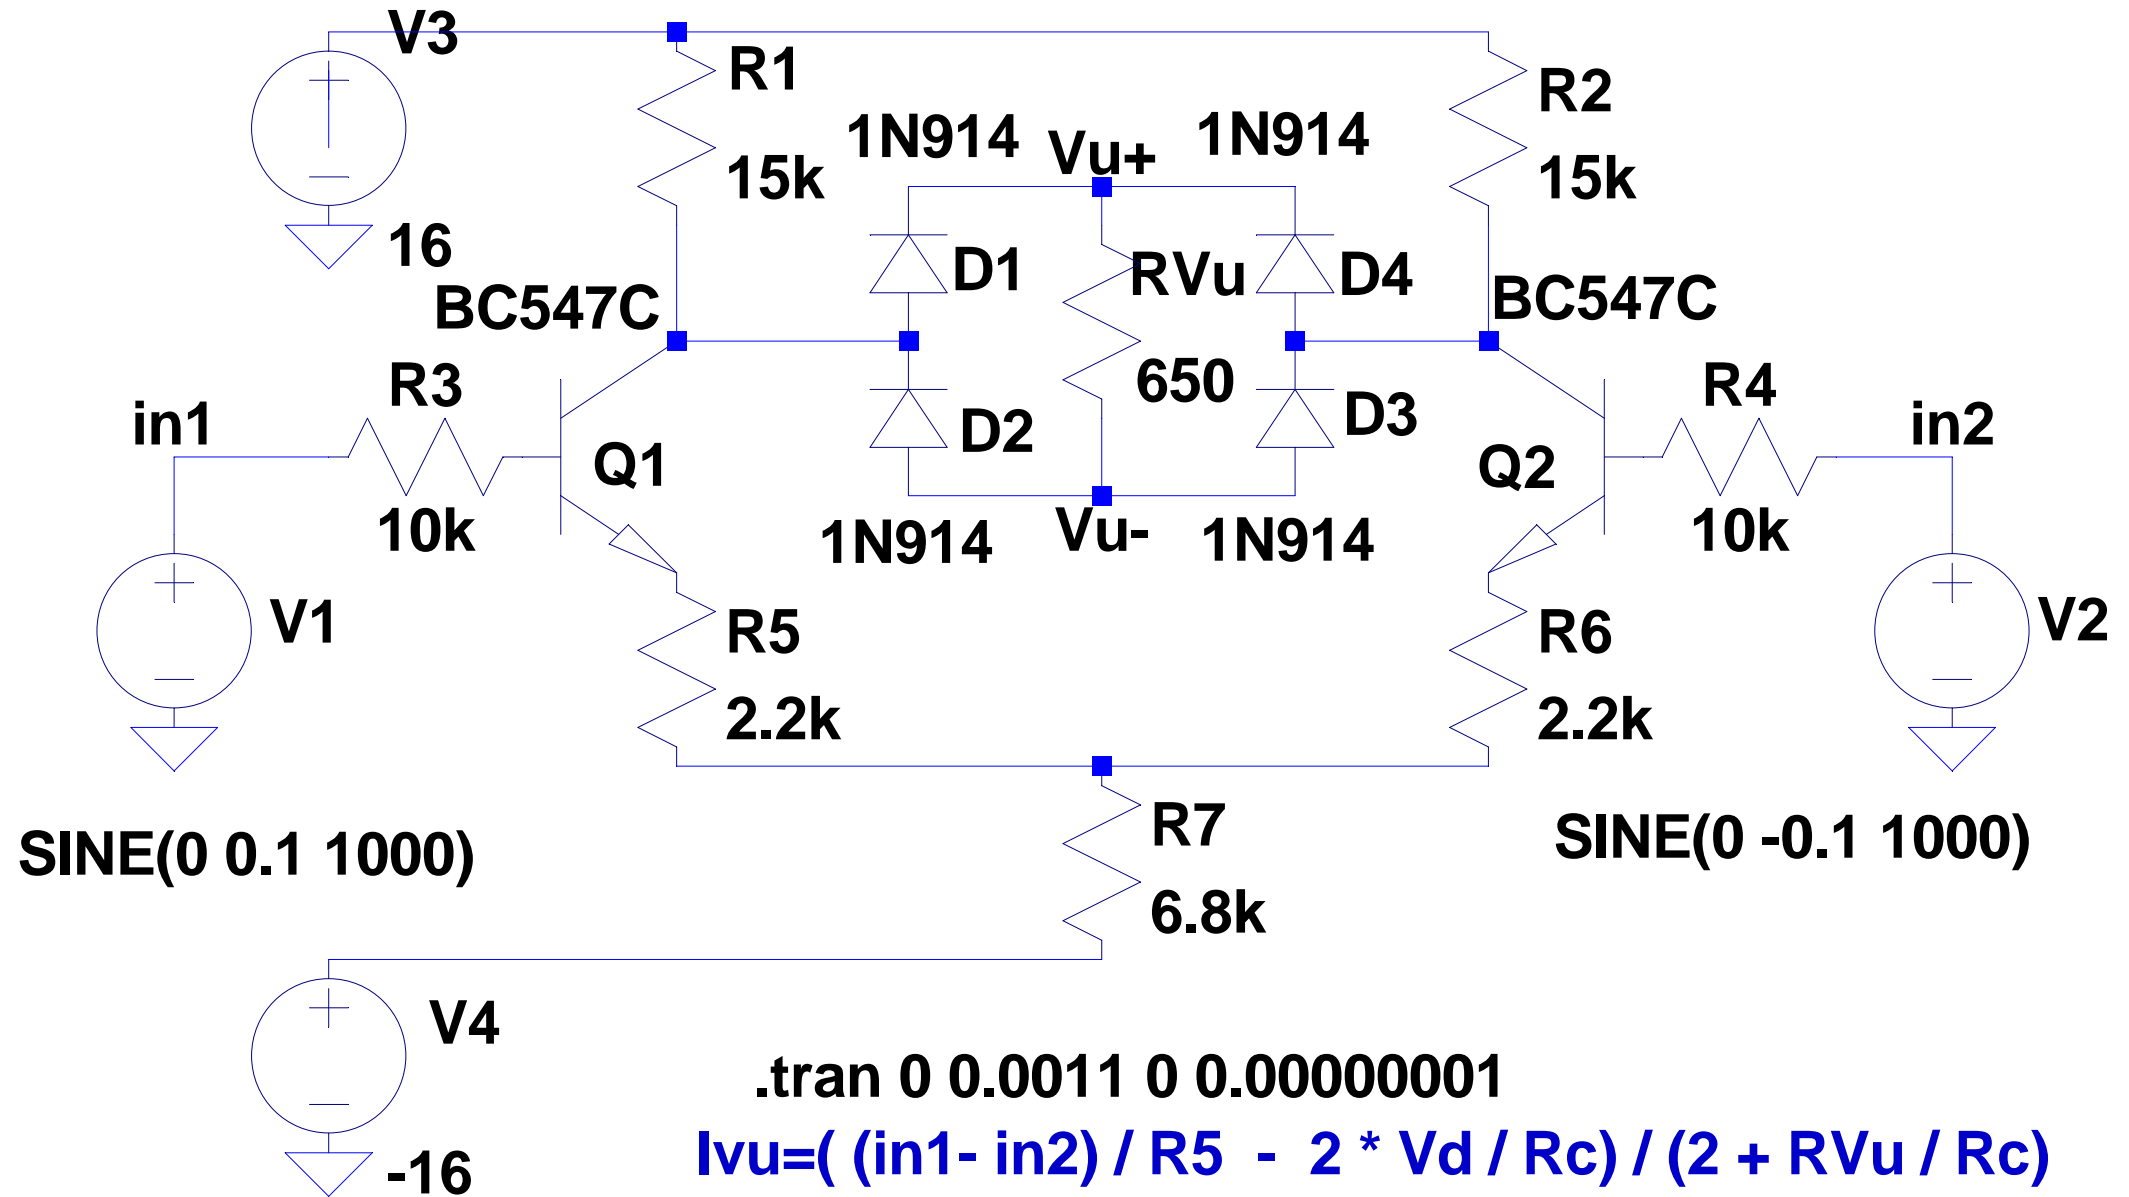 V3
R1
R2
1N914
Vu+
1N914
15k
15k
16
D1
RVu
D4
BC547C
BC547C
R3
650
R4
in1
D2
D3
in2
Q1
Q2
10k
1N914
Vu-
1N914
10k
V1
R5
R6
V2
2.2k
2.2k
R7
SINE(0 0.1 1000)
SINE(0 -0.1 1000)
6.8k
V4
.tran 0 0.0011 0 0.00000001
-16
Ivu=( (in1- in2) / R5 - 2 * Vd / Rc) / (2 + RVu / Rc)